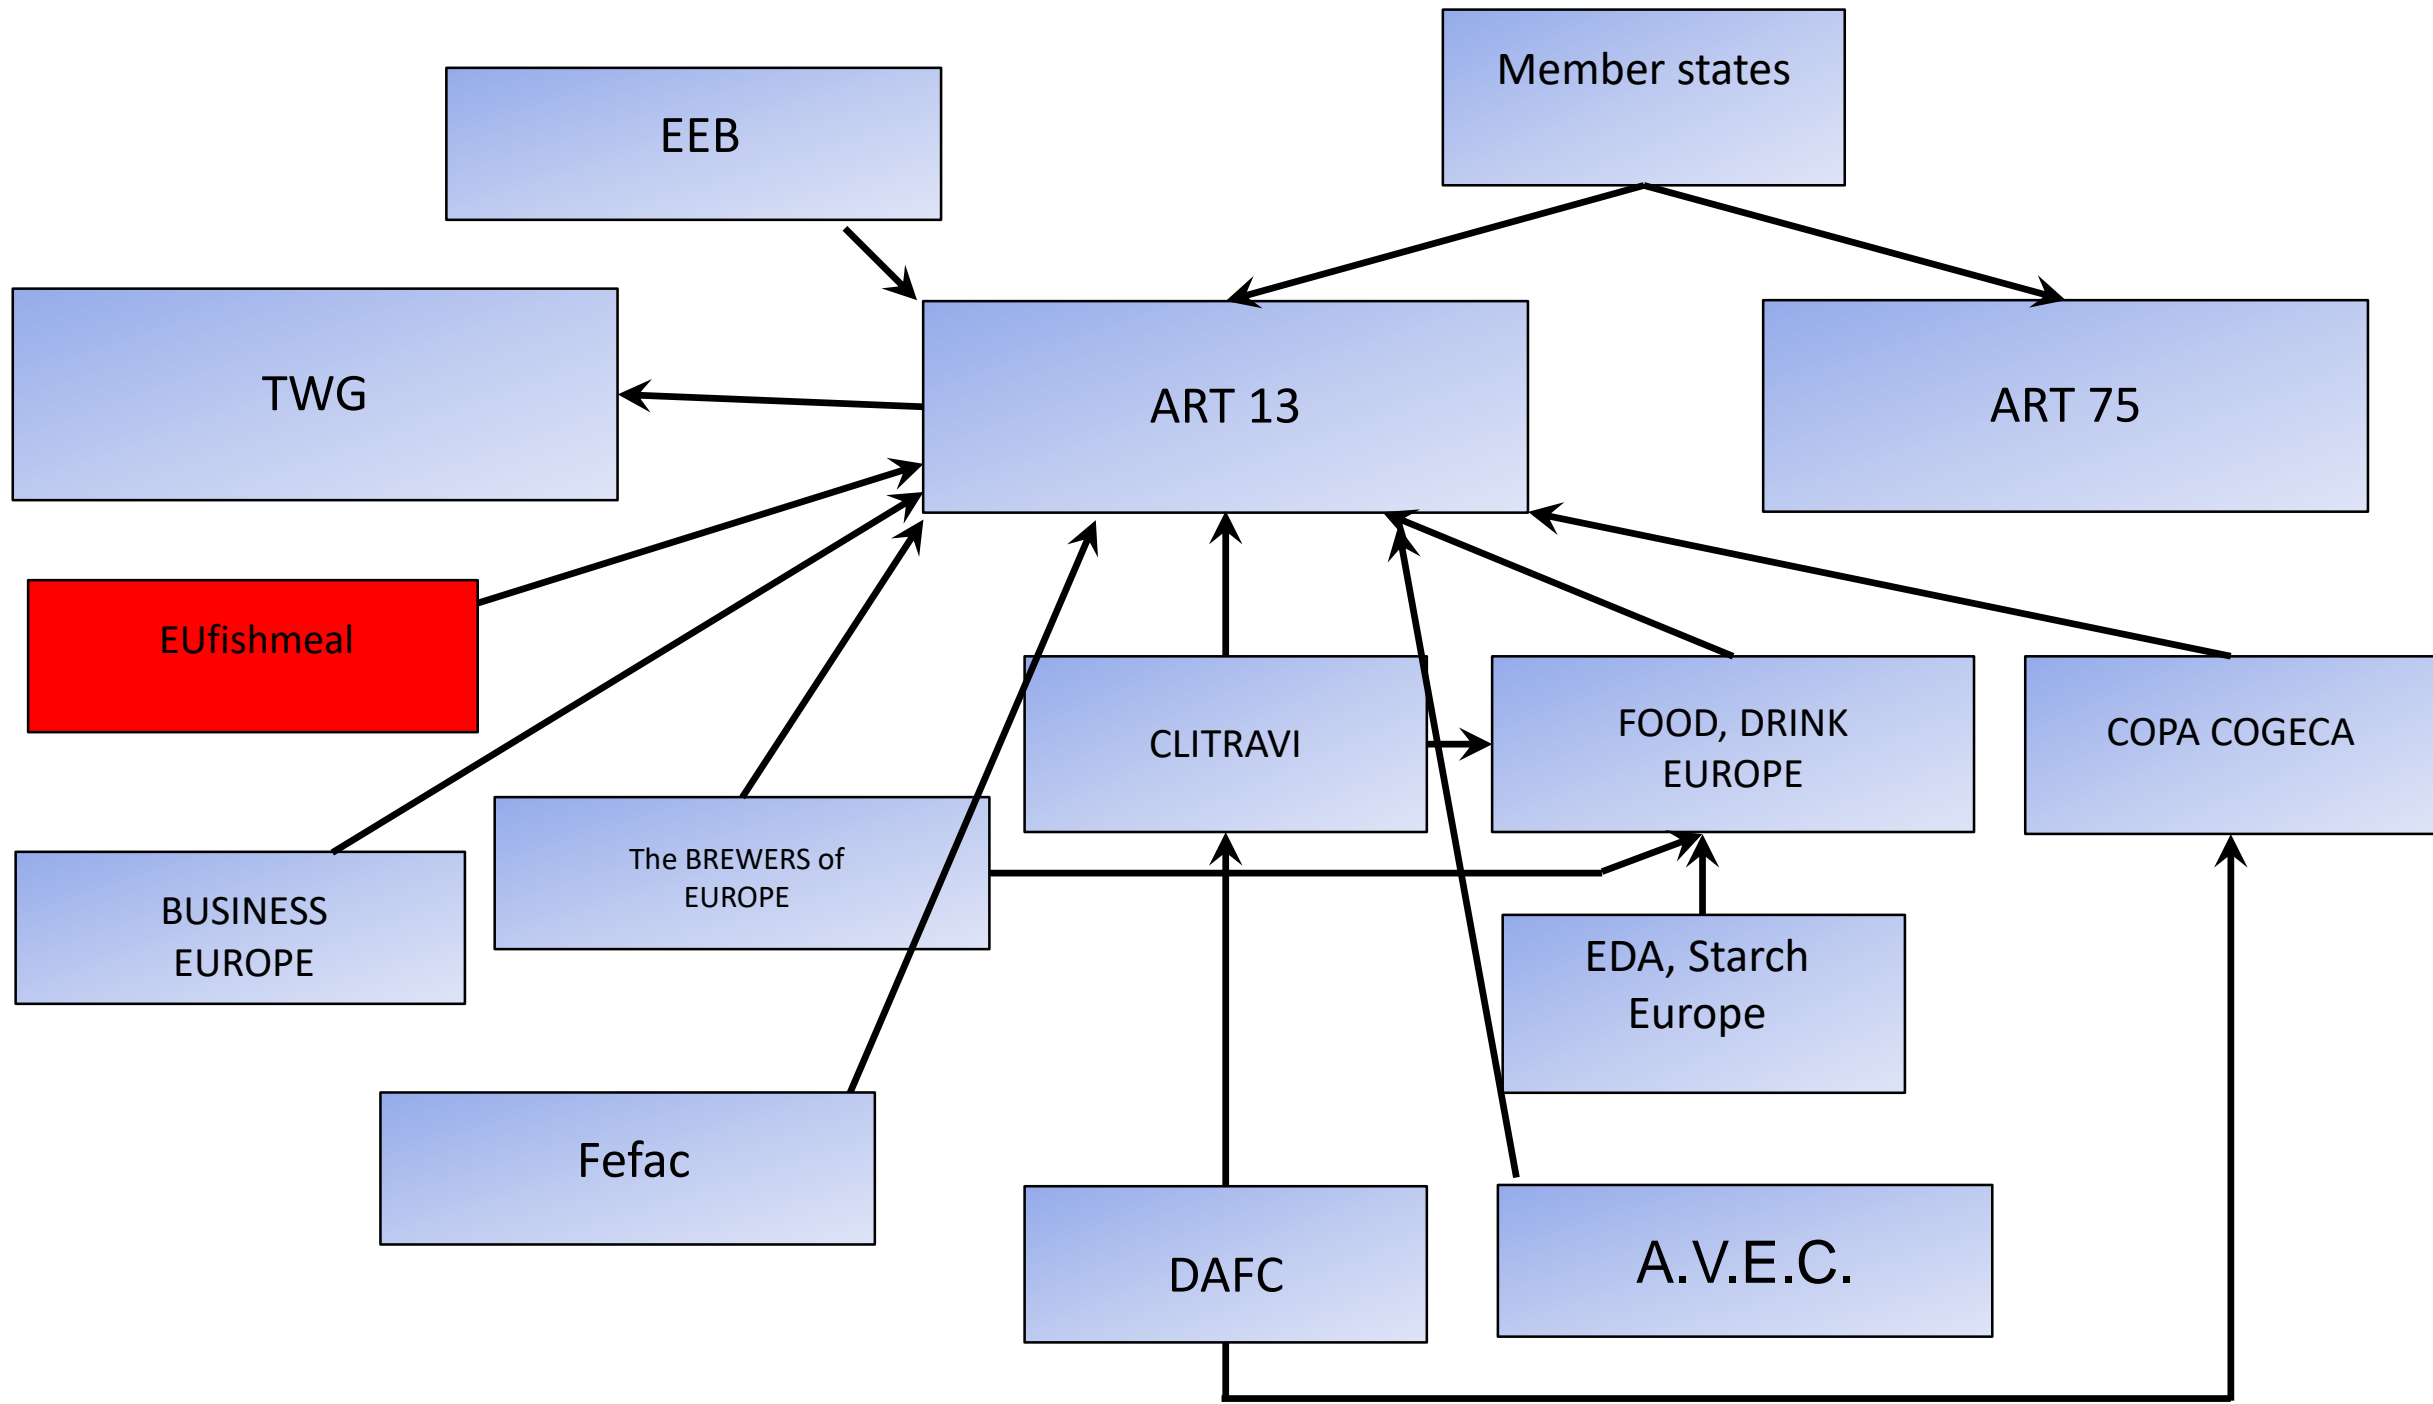 Member states
EEB
TWG
ART 13
ART 75
EUfishmeal
CLITRAVI
FOOD, DRINK
EUROPE
COPA COGECA
The BREWERS of
EUROPE
BUSINESS
EUROPE
EDA, Starch
Europe
Fefac
DAFC
A.V.E.C.